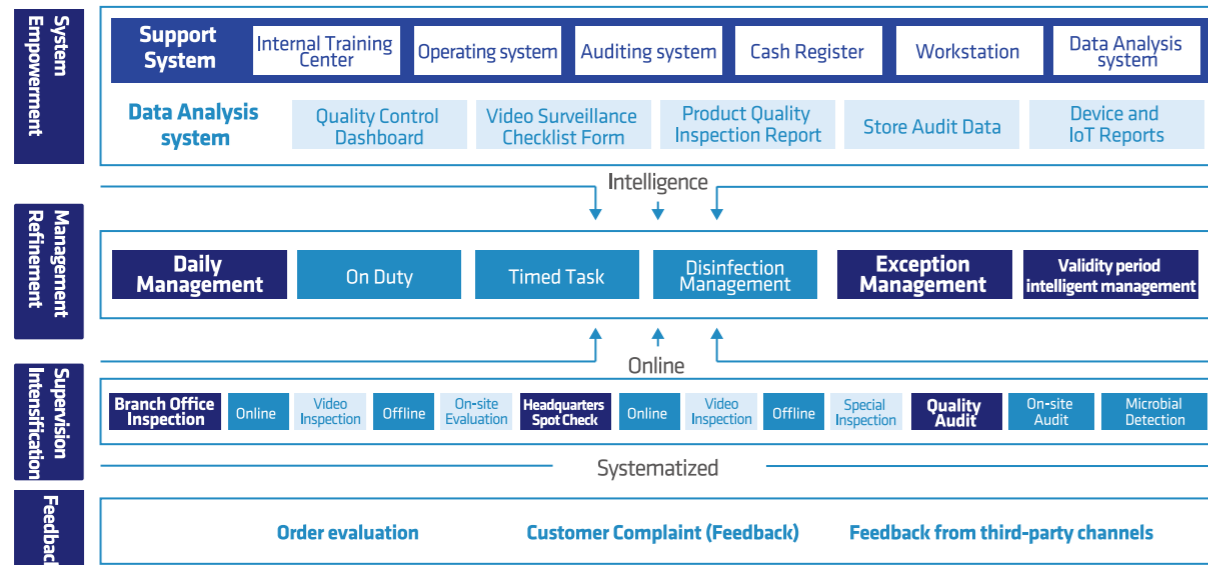 System
Empowerment
Support
System
Internal Training
Center
Operating system
Auditing system
Cash Register
Workstation
Data Analysis
system
Data Analysis
system
Quality Control
Dashboard
Video Surveillance
Checklist Form
Product Quality
Inspection Report
Store Audit Data
Device and
IoT Reports
Intelligence
Management
Refinement
Daily
Management
On Duty
Timed Task
Disinfection
Management
Exception
Management
Validity period
intelligent management
Online
Supervision
Intensification
Branch Office
Inspection
Online
Video
Inspection
Offline
On-site
Evaluation
Headquarters
Spot Check
Online
Video
Inspection
Offline
Special
Inspection
Quality
Audit
On-site
Audit
Microbial
Detection
Systematized
Feedback
Order evaluation
Customer Complaint (Feedback)
Feedback from third-party channels